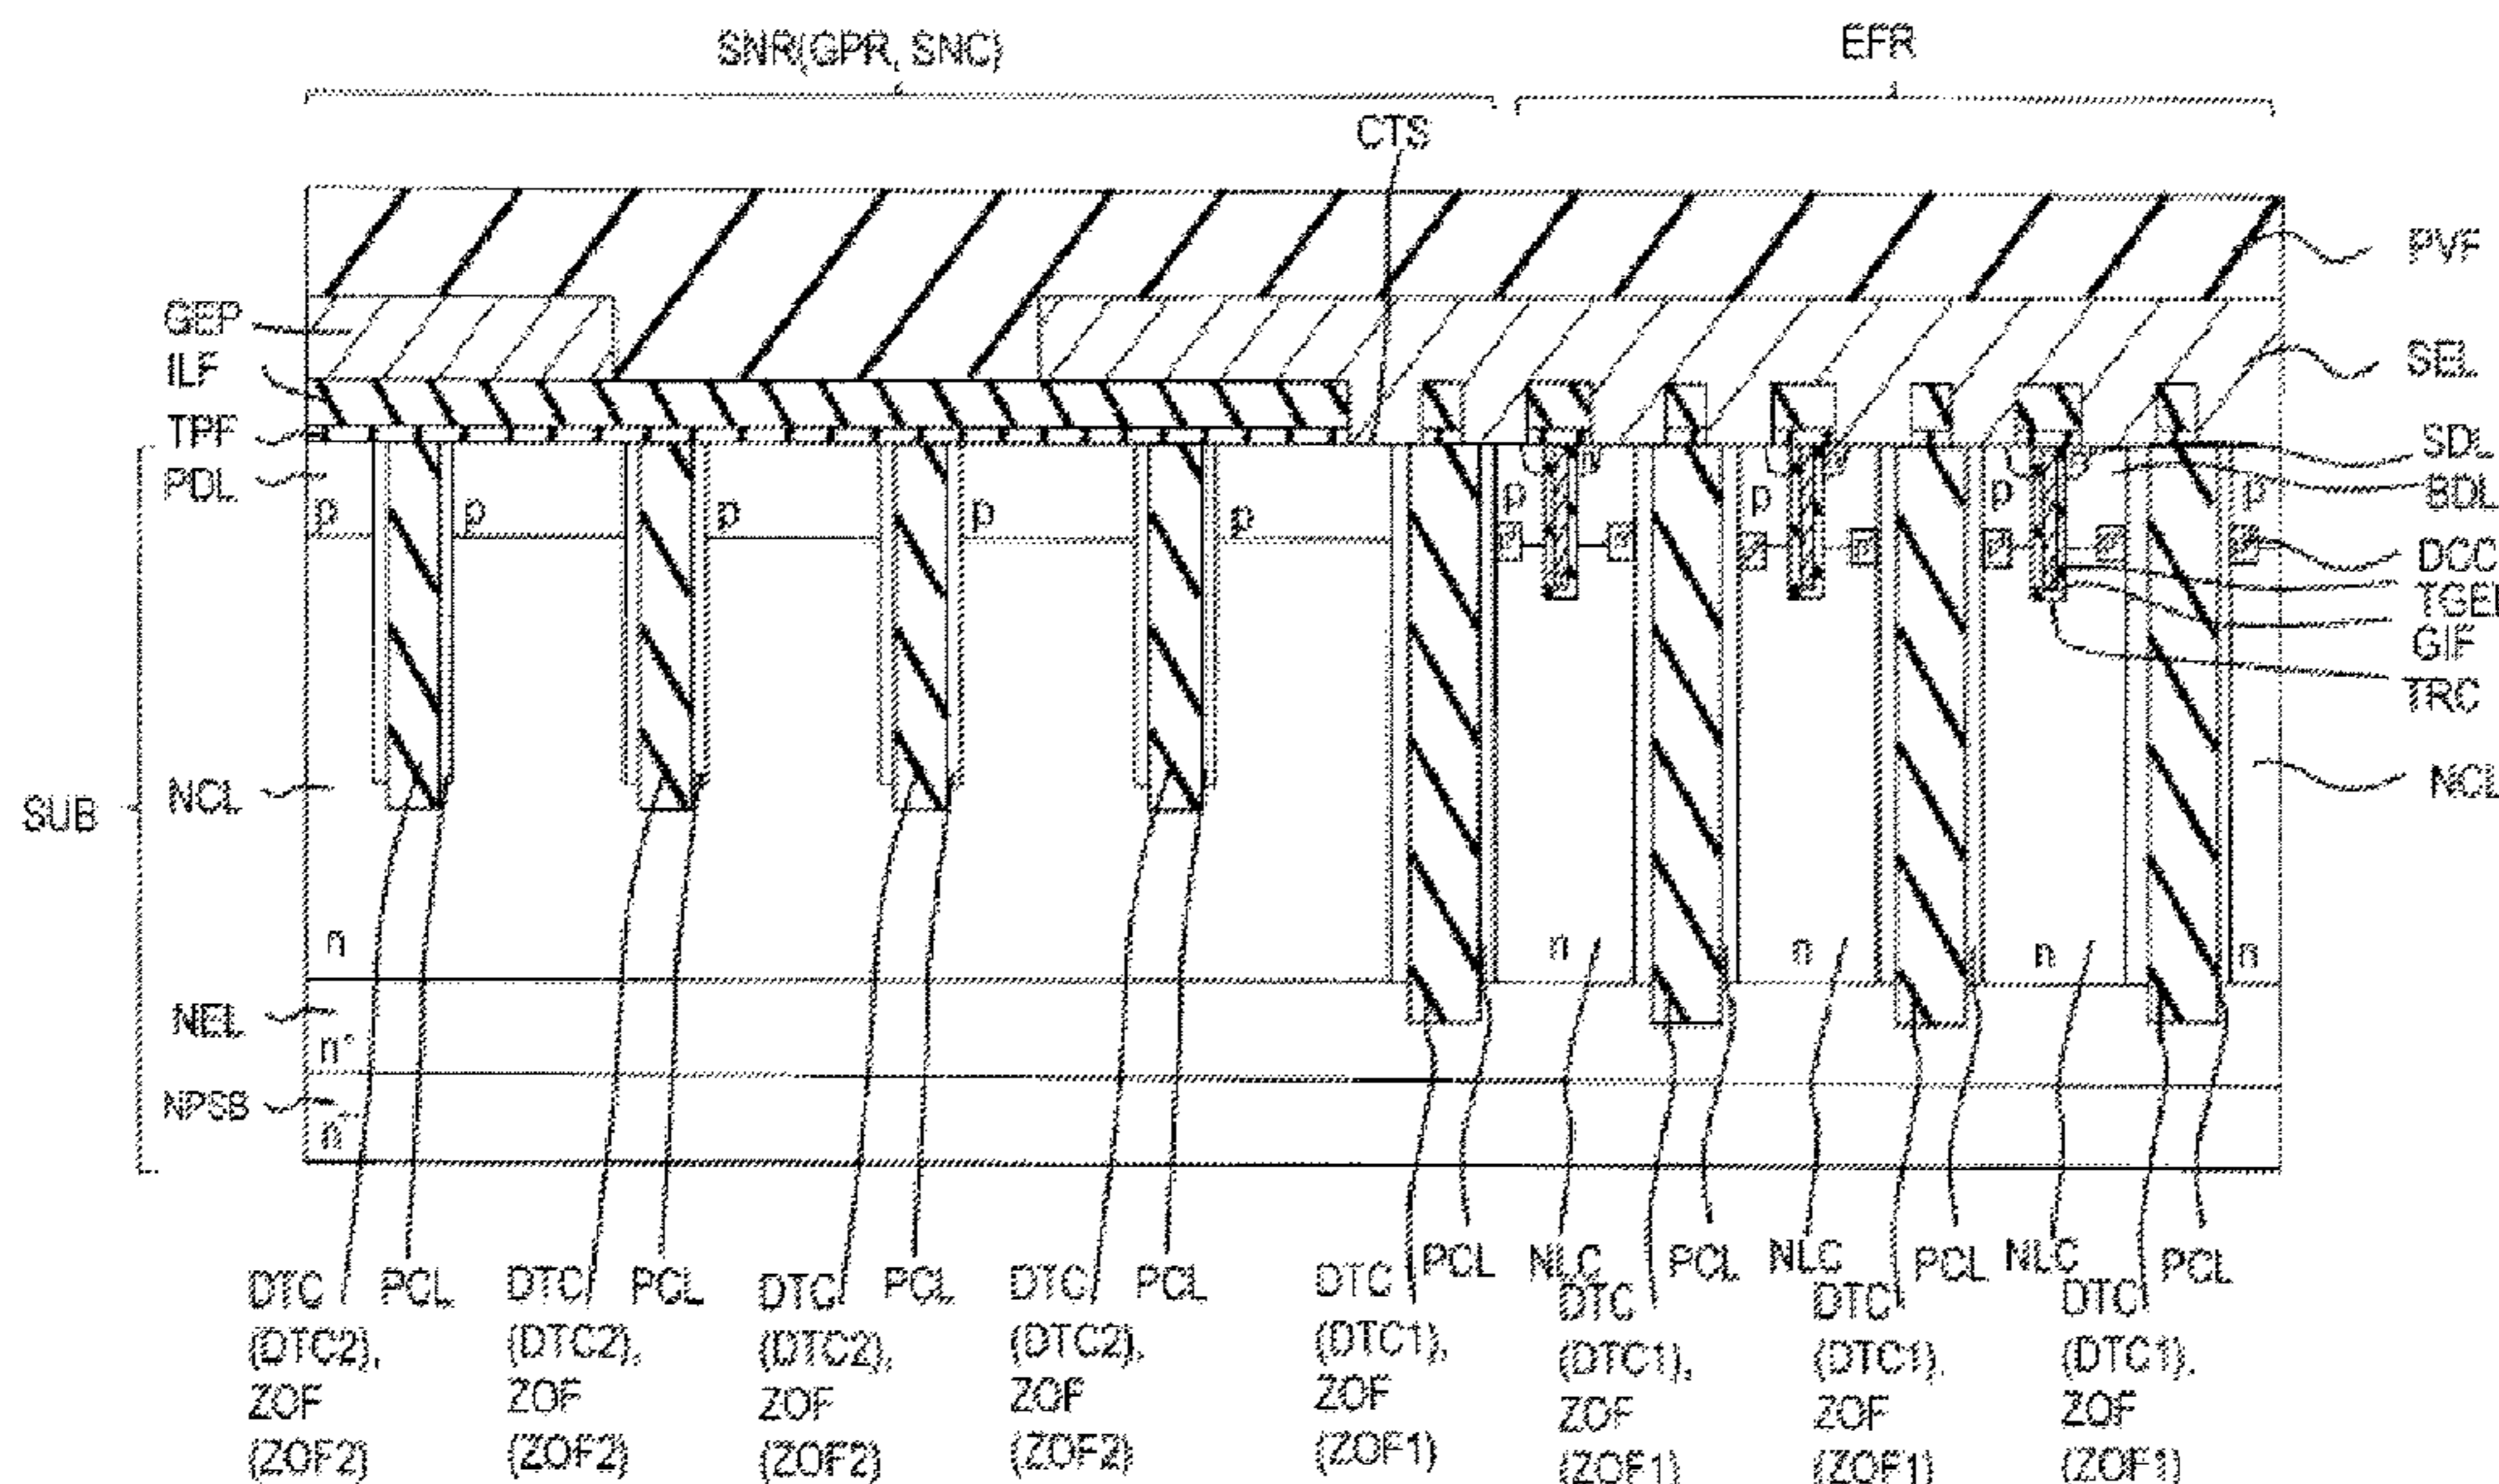 SNR(GPR, SNC)
EFR
CTS
PVF
GEP
ILF
SEL
TPF
SDL
PDL
BDL
p p p p p p p p p
DCC
GIF
TRC
NCL
NCL
SUB
n n n n n
NEL
NPSB
DTC
(DTC2),
ZOF
(ZOF2)
PCL
DTC
(DTC2),
ZOF
(ZOF2)
PCL
DTC
(DTC2),
ZOF
(ZOF2)
PCL
DTC
(DTC2),
ZOF
(ZOF2)
PCL
DTC
(DTC1),
ZOF
(ZOF1)
PCL
NLC
DTC
(DTC1),
ZOF
(ZOF1)
PCL
NLC
DTC
(DTC1),
ZOF
(ZOF1)
PCL
NLC
DTC
(DTC1),
ZOF
(ZOF1)
PCL